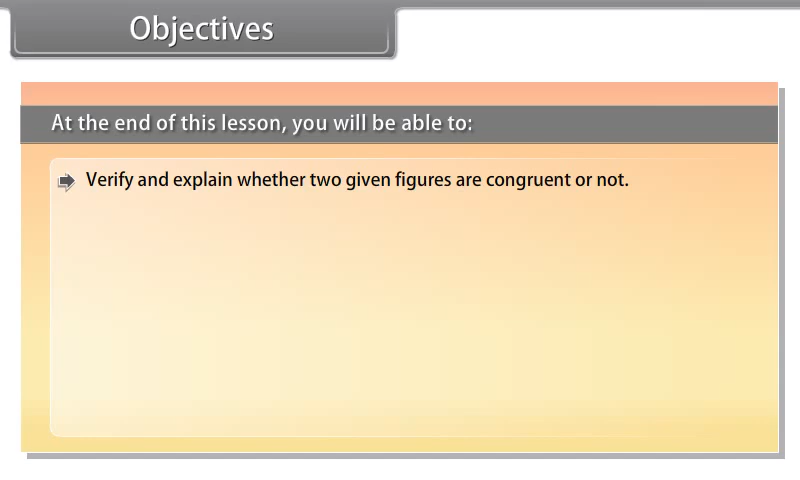 Objectives
At the end of this lesson, you will be able to:
Verify and explain whether two given figures are congruent or not.